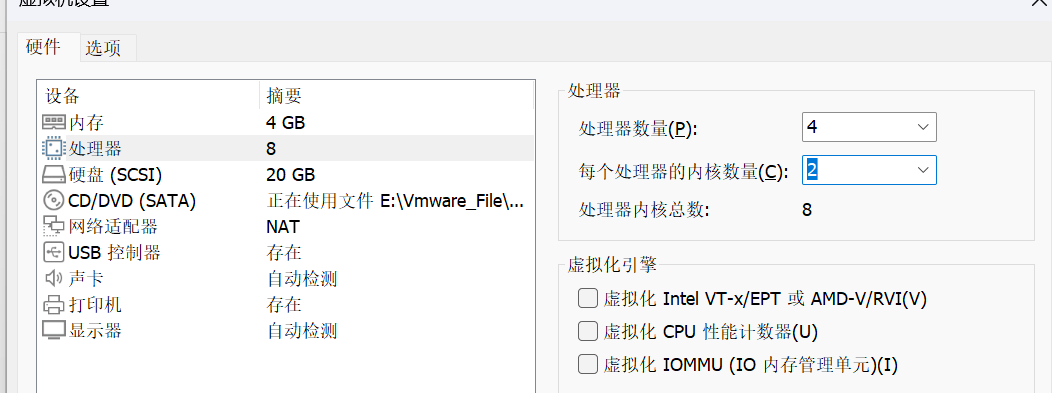 虚拟机设置
硬件 选项
设备 摘要
内存 4 GB
处理器 8
硬盘 (SCSI) 20 GB
CD/DVD (SATA) 正在使用文件 E:\Vmware_File\...
网络适配器 NAT
USB 控制器 存在
声卡 自动检测
打印机 存在
显示器 自动检测
处理器
处理器数量(P): 4
每个处理器的内核数量(C): 2
处理器内核总数: 8
虚拟化引擎
虚拟化 Intel VT-x/EPT 或 AMD-V/RVI(V)
虚拟化 CPU 性能计数器(U)
虚拟化 IOMMU (IO 内存管理单元)(I)